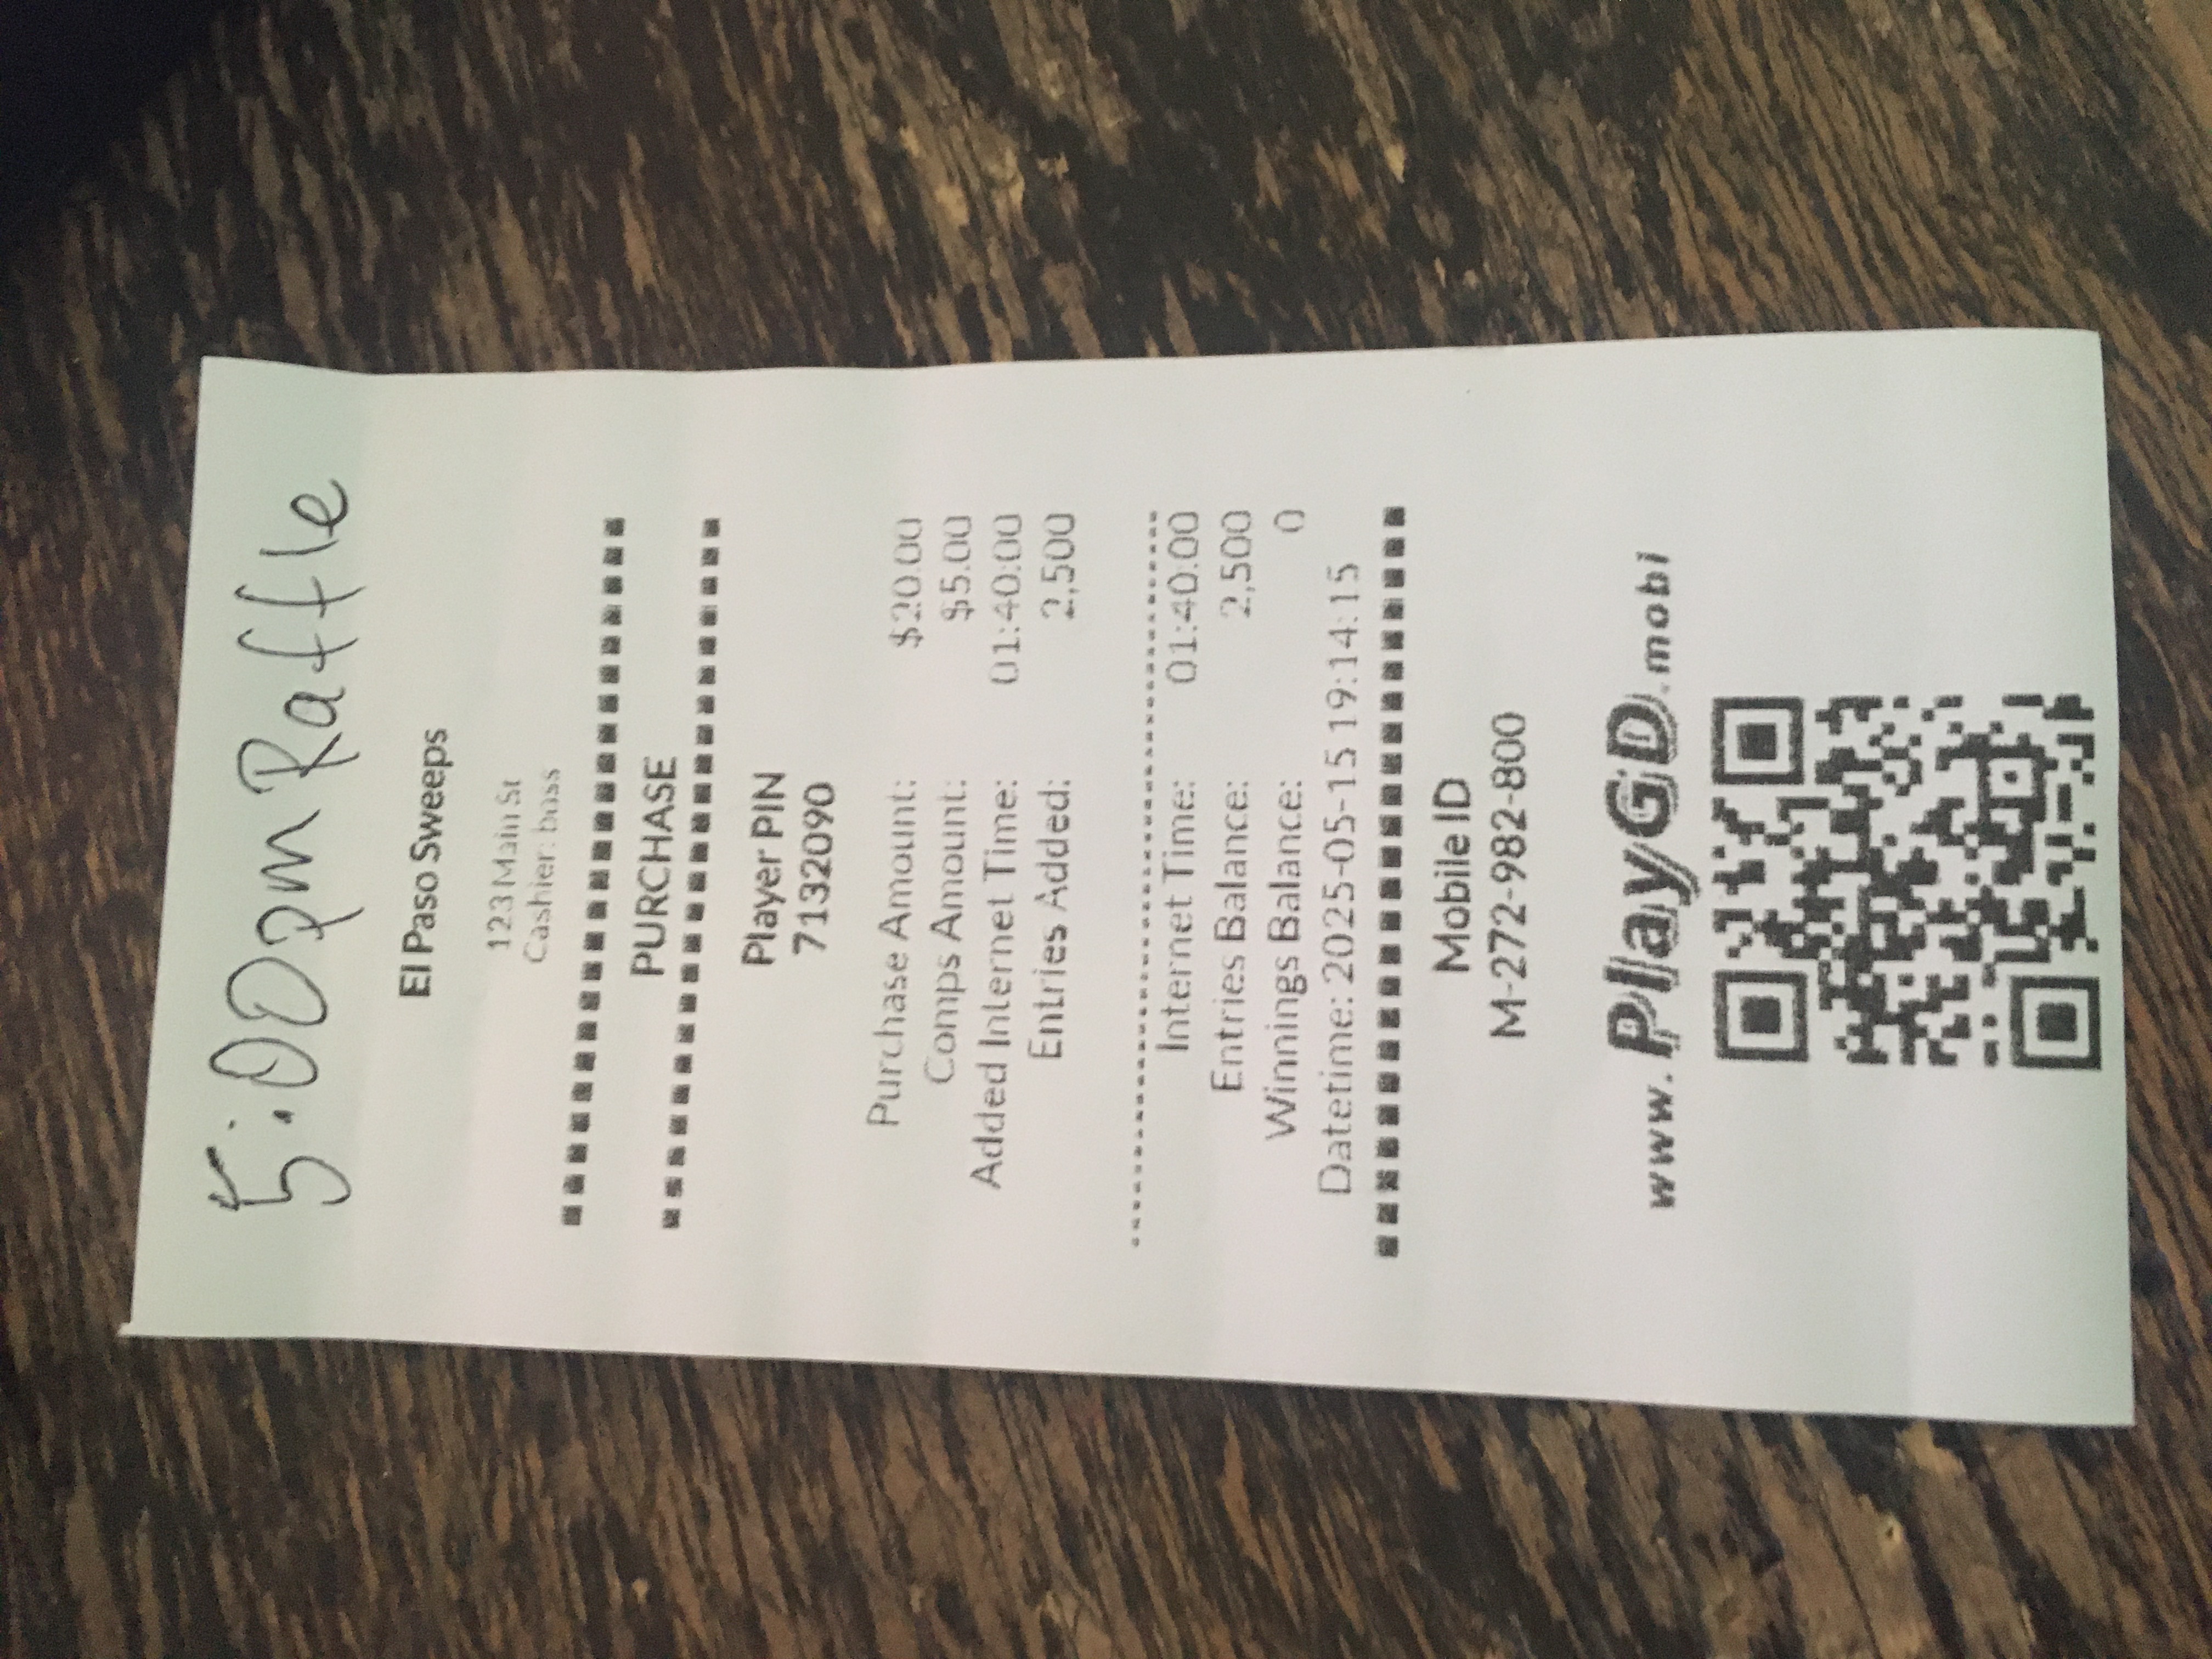 5:00pm Raffle
El Paso Sweeps
123 Main St
Cashier: boss
PURCHASE
Player PIN
71332090
Purchase Amount: $20.00
Comps Amount: $5.00
Added Internet Time: 01:40:00
Entries Added: 2,500
Internet Time: 01:40:00
Entries Balance: 2,500
Winnings Balance: 0
Datetime: 2025-05-15 19:14:15
Mobile ID
M-272-982-800
www.PlayGD.mobi